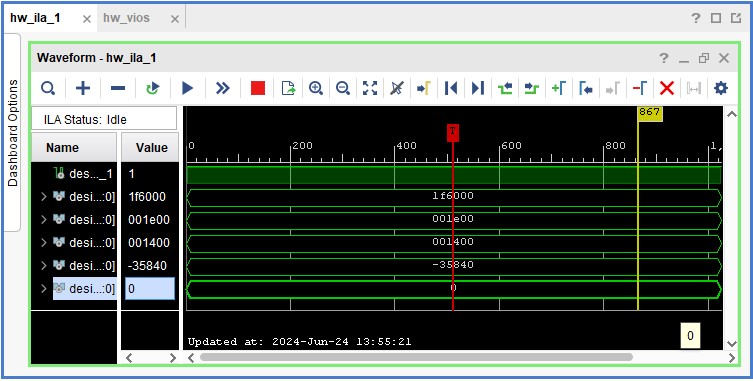 hw_ila_1 × hw_vios × ?
Dashboard Options
Waveform - hw_ila_1 ?
ILA Status: Idle
Name Value
867
T
0 200 400 600 800 1,
des..._1 1
desi...:0] 1f6000 1f6000
desi...:0] 001e00 001e00
desi...:0] 001400 001400
desi...:0] -35840 -35840
desi...:0] 0 0
0
Updated at: 2024-Jun-24 13:55:21